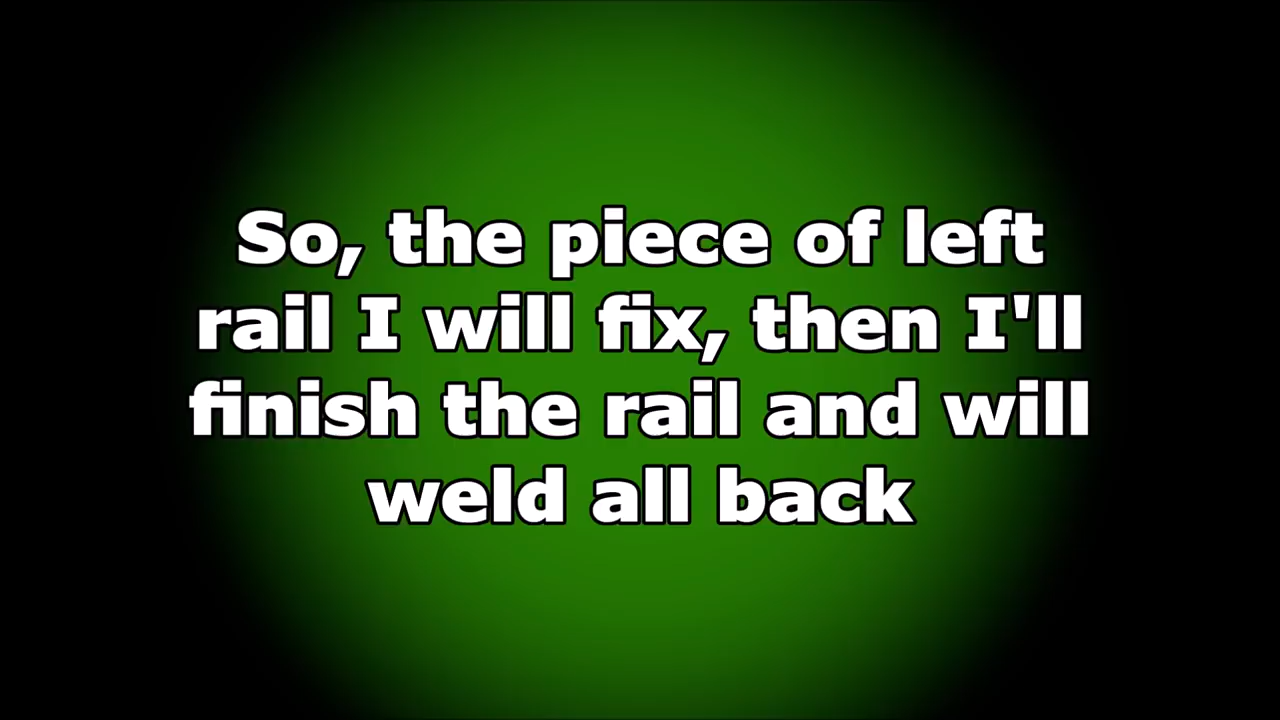 So, the piece of left
rail I will fix, then I'll
finish the rail and will
weld all back